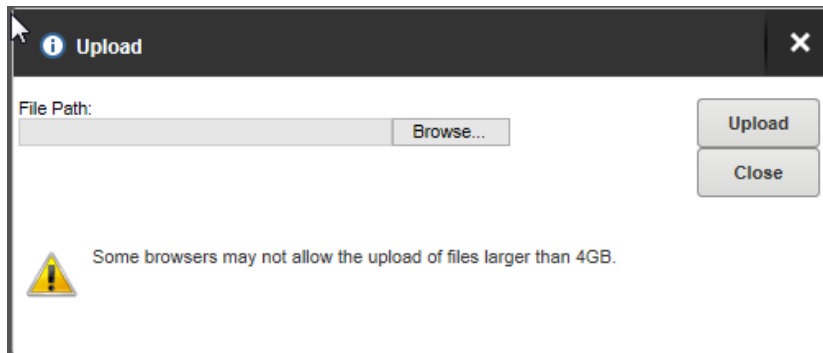 Upload
File Path:
Browse...
Upload
Close
Some browsers may not allow the upload of files larger than 4GB.